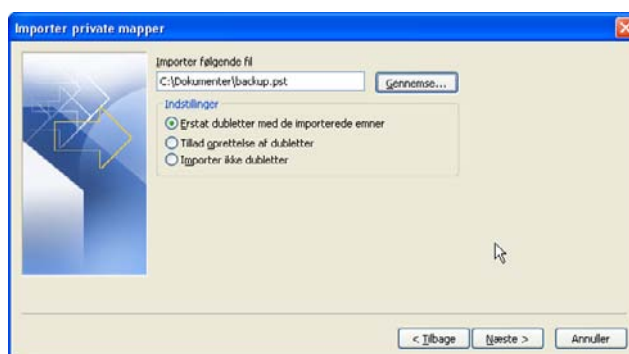 Importer private mapper
Importer følgende fil
C:\Dokumenter\backup.pst
Gennemse...
Indstillinger
Erstat dubletter med de importerede emner
Tillad oprettelse af dubletter
Importer ikke dubletter
< Tilbage
Næste >
Annuller